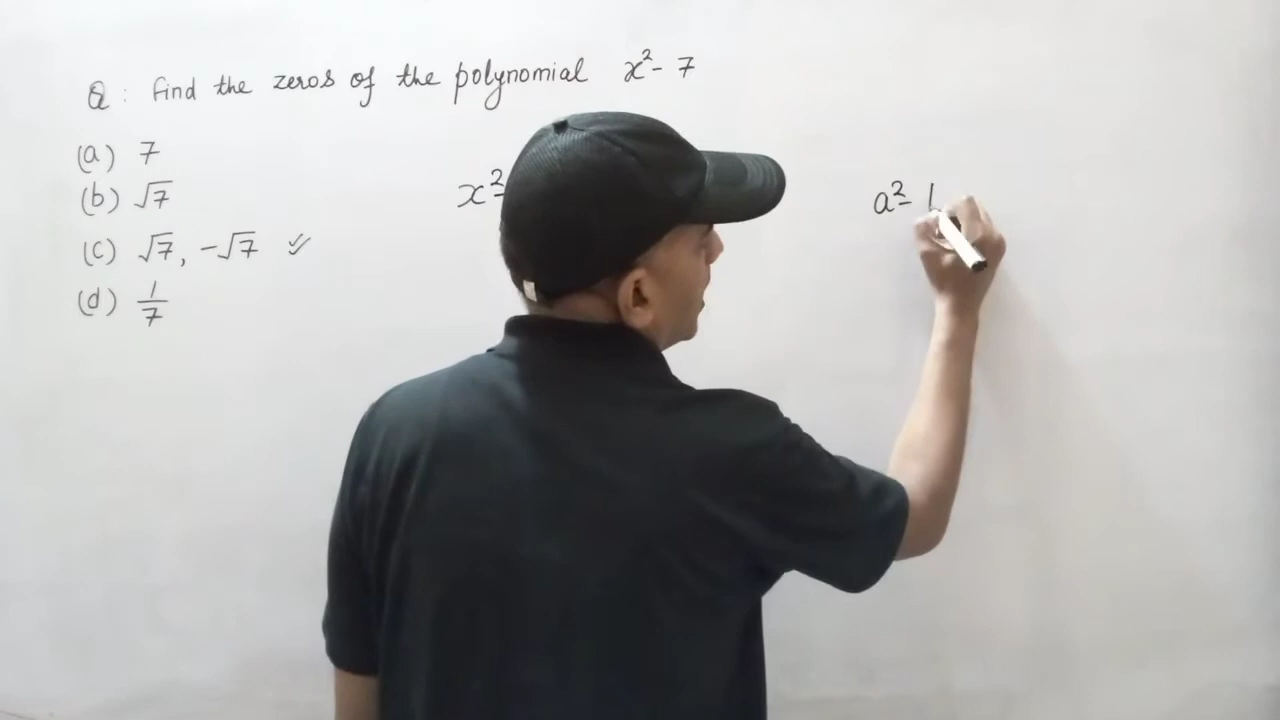 Q : Find the zeros of the polynomial x² - 7
(a) 7
(b) √7
(c) √7, -√7 ✓
(d) 1/7
x² -
a² -